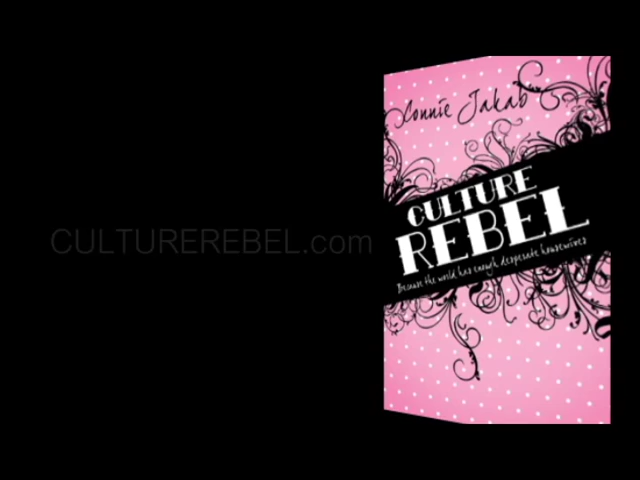 CULTUREREBEL.com
Connie Jakab
CULTURE
REBEL
Because the world has enough desperate housewives